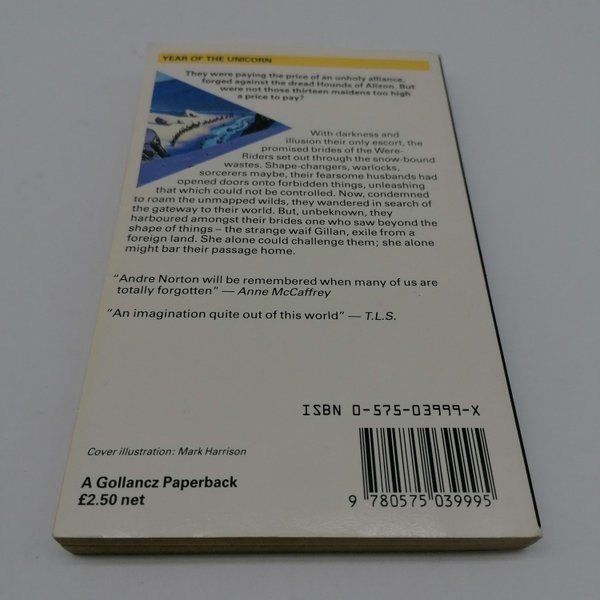 YEAR OF THE UNICORN
They were paying the price of an unholy alliance,
forged against the dread Hounds of Alizon. But
were not those thirteen maidens too high
a price to pay?
With darkness and
illusion their only escort, the
promised brides of the Were-
Riders set out through the snow-bound
wastes. Shape-changers, warlocks,
sorcerers maybe, their fearsome husbands had
opened doors onto forbidden things, unleashing
that which could not be controlled. Now, condemned
to roam the unmapped wilds, they wandered in search of
the gateway to their world. But, unbeknown, they
harboured amongst their brides one who saw beyond the
shape of things – the strange waif Gillan, exile from a
foreign land. She alone could challenge them; she alone
might bar their passage home.
“Andre Norton will be remembered when many of us are
totally forgotten” — Anne McCaffrey
“An imagination quite out of this world” — T.L.S.
ISBN 0-575-03999-X
Cover illustration: Mark Harrison
A Gollancz Paperback
£2.50 net
9 780575 039995